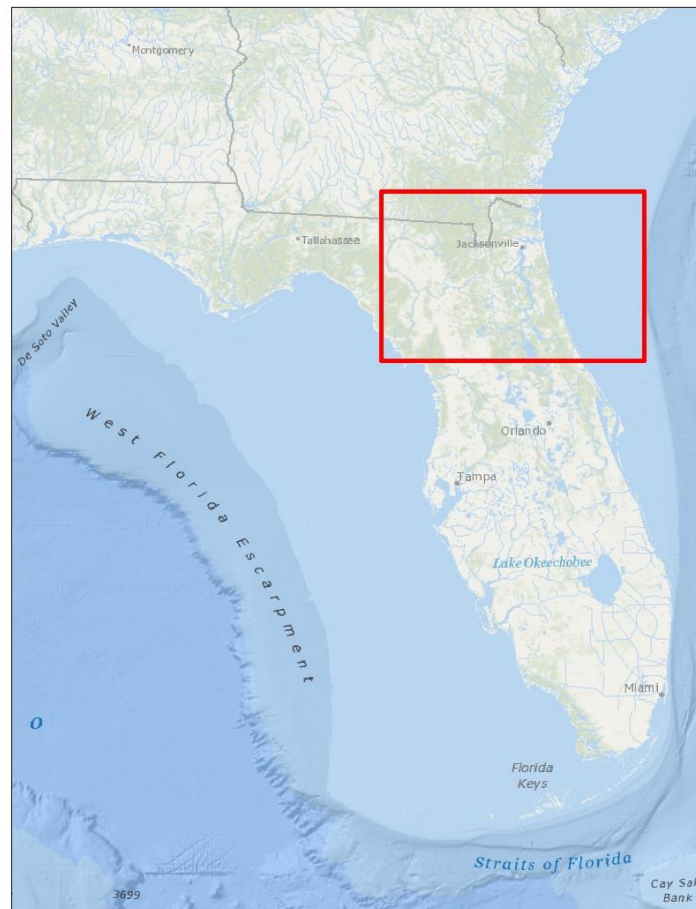 Montgomery
Tallahassee
Jacksonville
De Soto Valley
West Florida Escarpment
Orlando
Tampa
Lake Okeechobee
Miami
O
Florida
Keys
Straits of Florida
3699
Cay Sal
Bank